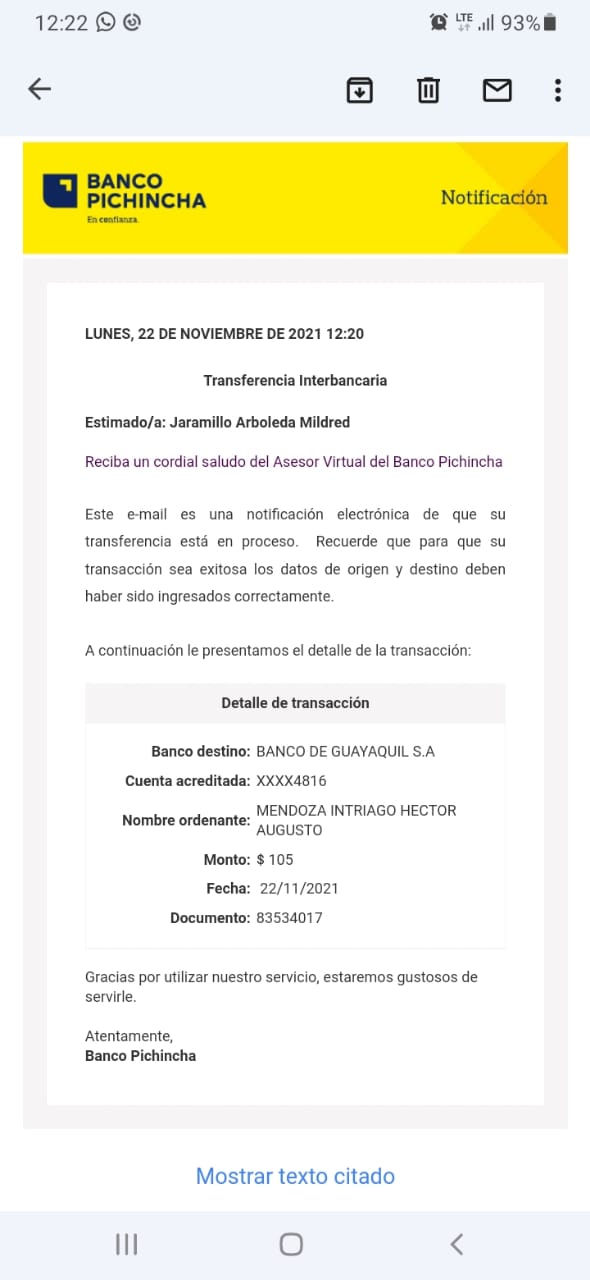 12:22
LTE
93%
BANCO
PICHINCHA
En confianza.
Notificación
LUNES, 22 DE NOVIEMBRE DE 2021 12:20
Transferencia Interbancaria
Estimado/a: Jaramillo Arboleda Mildred
Reciba un cordial saludo del Asesor Virtual del Banco Pichincha
Este e-mail es una notificación electrónica de que su
transferencia está en proceso. Recuerde que para que su
transacción sea exitosa los datos de origen y destino deben
haber sido ingresados correctamente.
A continuación le presentamos el detalle de la transacción:
Detalle de transacción
Banco destino: BANCO DE GUAYAQUIL S.A
Cuenta acreditada: XXXX4816
Nombre ordenante: MENDOZA INTRIAGO HECTOR
AUGUSTO
Monto: $ 105
Fecha: 22/11/2021
Documento: 83534017
Gracias por utilizar nuestro servicio, estaremos gustosos de
servirle.
Atentamente,
Banco Pichincha
Mostrar texto citado